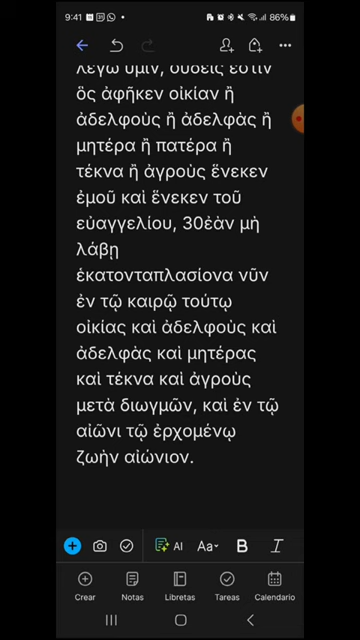 9:41
86%
λέγω ὑμῖν, οὐδείς ἐστιν
ὃς ἀφῆκεν οἰκίαν ἢ
ἀδελφοὺς ἢ ἀδελφὰς ἢ
μητέρα ἢ πατέρα ἢ
τέκνα ἢ ἀγροὺς ἕνεκεν
ἐμοῦ καὶ ἕνεκεν τοῦ
εὐαγγελίου, 30ἐὰν μὴ
λάβῃ
ἑκατονταπλασίονα νῦν
ἐν τῷ καιρῷ τούτῳ
οἰκίας καὶ ἀδελφοὺς καὶ
ἀδελφὰς καὶ μητέρας
καὶ τέκνα καὶ ἀγροὺς
μετὰ διωγμῶν, καὶ ἐν τῷ
αἰῶνι τῷ ἐρχομένῳ
ζωὴν αἰώνιον.
AI Aa B I
Crear Notas Libretas Tareas Calendario